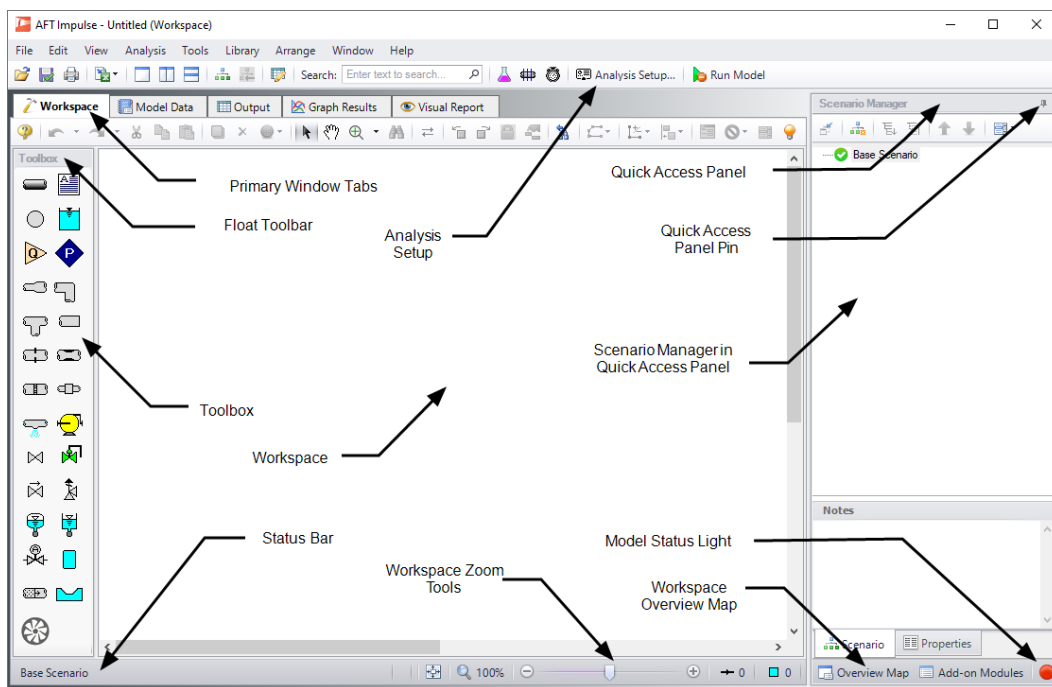 AFT Impulse - Untitled (Workspace)
File Edit View Analysis Tools Library Arrange Window Help
Search: Enter text to search... Analysis Setup... Run Model
Workspace Model Data Output Graph Results Visual Report
Scenario Manager
Toolbox
Base Scenario
Primary Window Tabs
Quick Access Panel
Float Toolbar
Analysis
Setup
Quick Access
Panel Pin
Scenario Manager in
Quick Access Panel
Toolbox
Workspace
Notes
Status Bar
Model Status Light
Workspace Zoom
Tools
Workspace
Overview Map
Scenario Properties
Base Scenario 100% 0 0 Overview Map Add-on Modules
A
Q
P
M